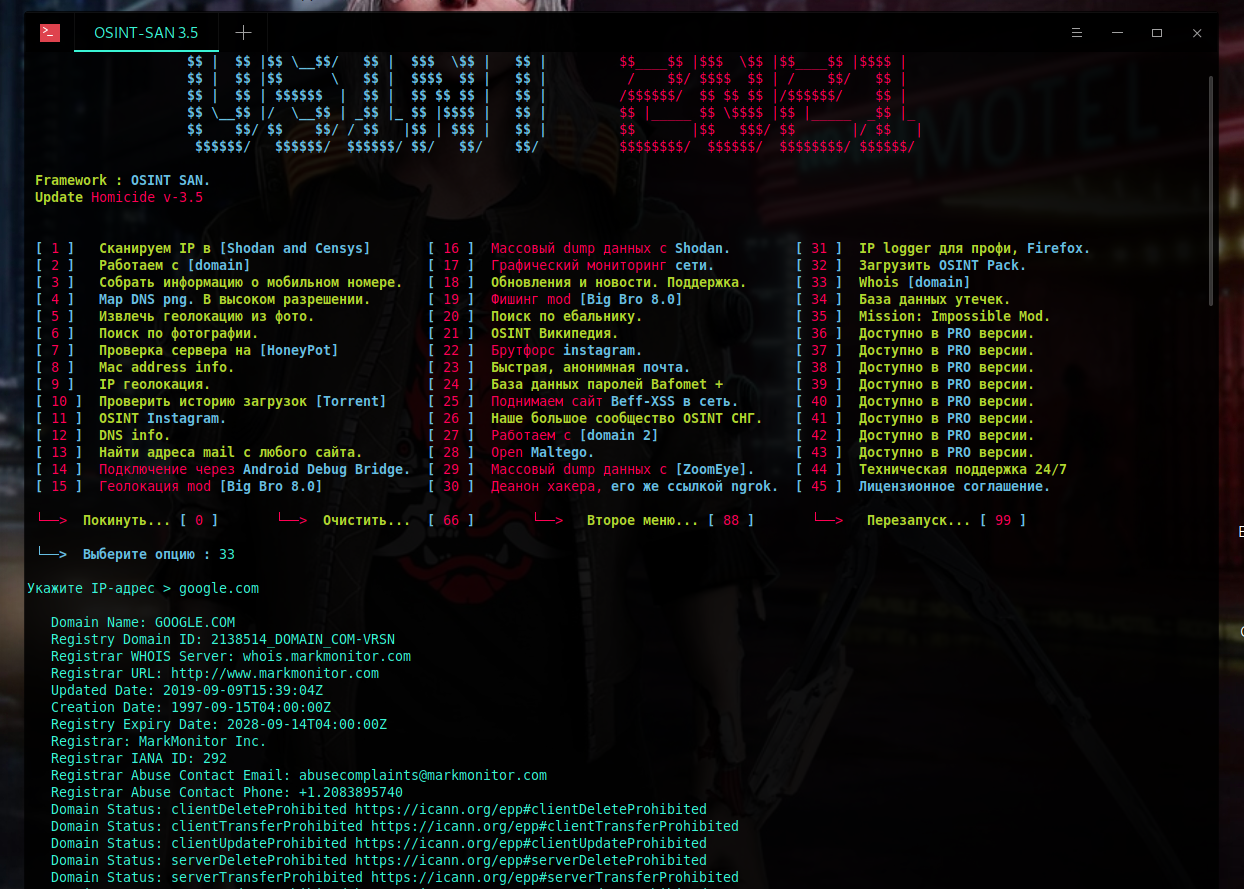 OSINT-SAN 3.5
Framework : OSINT SAN.
Update Homicide v-3.5
[ 1 ] Сканируем IP в [Shodan and Censys] [ 16 ] Массовый dump данных с Shodan. [ 31 ] IP logger для профи, Firefox.
[ 2 ] Работаем с [domain] [ 17 ] Графический мониторинг сети. [ 32 ] Загрузить OSINT Pack.
[ 3 ] Собрать информацию о мобильном номере. [ 18 ] Обновления и новости. Поддержка. [ 33 ] Whois [domain]
[ 4 ] Map DNS png. В высоком разрешении. [ 19 ] Фишинг mod [Big Bro 8.0] [ 34 ] База данных утечек.
[ 5 ] Извлечь геолокацию из фото. [ 20 ] Поиск по ебальнику. [ 35 ] Mission: Impossible Mod.
[ 6 ] Поиск по фотографии. [ 21 ] OSINT Википедия. [ 36 ] Доступно в PRO версии.
[ 7 ] Проверка сервера на [HoneyPot] [ 22 ] Брутфорс instagram. [ 37 ] Доступно в PRO версии.
[ 8 ] Mac address info. [ 23 ] Быстрая, анонимная почта. [ 38 ] Доступно в PRO версии.
[ 9 ] IP геолокация. [ 24 ] База данных паролей Bafomet + [ 39 ] Доступно в PRO версии.
[ 10 ] Проверить историю загрузок [Torrent] [ 25 ] Поднимаем сайт Beff-XSS в сеть. [ 40 ] Доступно в PRO версии.
[ 11 ] OSINT Instagram. [ 26 ] Наше большое сообщество OSINT СНГ. [ 41 ] Доступно в PRO версии.
[ 12 ] DNS info. [ 27 ] Работаем с [domain 2] [ 42 ] Доступно в PRO версии.
[ 13 ] Найти адреса mail с любого сайта. [ 28 ] Open Maltego. [ 43 ] Доступно в PRO версии.
[ 14 ] Подключение через Android Debug Bridge. [ 29 ] Массовый dump данных с [ZoomEye]. [ 44 ] Техническая поддержка 24/7
[ 15 ] Геолокация mod [Big Bro 8.0] [ 30 ] Деанон хакера, его же ссылкой ngrok. [ 45 ] Лицензионное соглашение.
└──> Покинуть... [ 0 ] └──> Очистить... [ 66 ] └──> Второе меню... [ 88 ] └──> Перезапуск... [ 99 ]
└──> Выберите опцию : 33
Укажите IP-адрес > google.com
Domain Name: GOOGLE.COM
Registry Domain ID: 2138514_DOMAIN_COM-VRSN
Registrar WHOIS Server: whois.markmonitor.com
Registrar URL: http://www.markmonitor.com
Updated Date: 2019-09-09T15:39:04Z
Creation Date: 1997-09-15T04:00:00Z
Registry Expiry Date: 2028-09-14T04:00:00Z
Registrar: MarkMonitor Inc.
Registrar IANA ID: 292
Registrar Abuse Contact Email: abusecomplaints@markmonitor.com
Registrar Abuse Contact Phone: +1.2083895740
Domain Status: clientDeleteProhibited https://icann.org/epp#clientDeleteProhibited
Domain Status: clientTransferProhibited https://icann.org/epp#clientTransferProhibited
Domain Status: clientUpdateProhibited https://icann.org/epp#clientUpdateProhibited
Domain Status: serverDeleteProhibited https://icann.org/epp#serverDeleteProhibited
Domain Status: serverTransferProhibited https://icann.org/epp#serverTransferProhibited
MOTEL